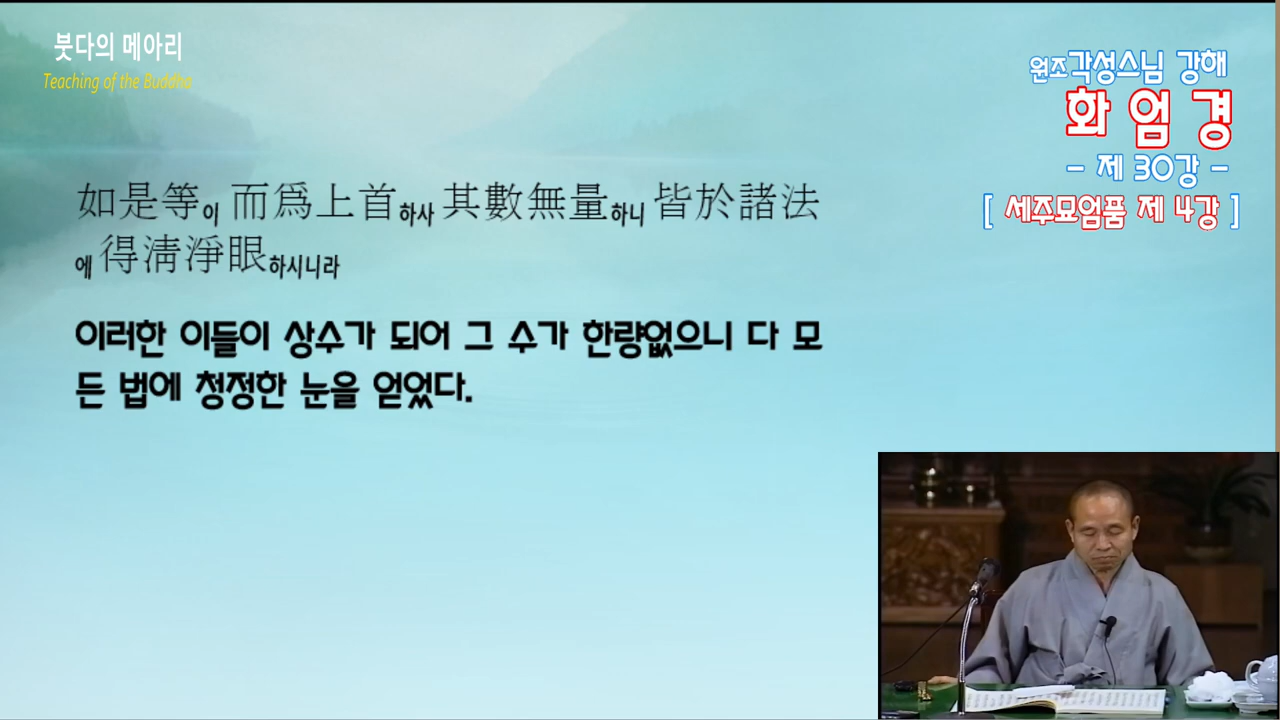 붓다의 메아리
Teaching of the Buddha
원조각성스님 강해
화 엄 경
- 제 30강 -
[ 세주묘엄품 제 4강 ]
如是等이 而爲上首하사 其數無量하니 皆於諸法
에 得淸淨眼하시니라
이러한 이들이 상수가 되어 그 수가 한량없으니 다 모
든 법에 청정한 눈을 얻었다.